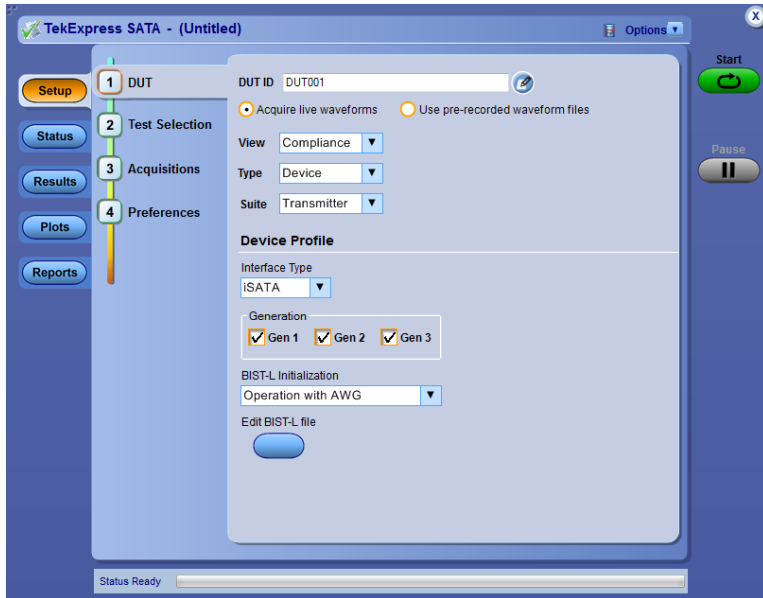 TekExpress SATA - (Untitled)
Options
x
Start
Pause
Setup
Status
Results
Plots
Reports
1 DUT
2 Test Selection
3 Acquisitions
4 Preferences
DUT ID DUT001
Acquire live waveforms Use pre-recorded waveform files
View Compliance
Type Device
Suite Transmitter
Device Profile
Interface Type
iSATA
Generation
Gen 1 Gen 2 Gen 3
BIST-L Initialization
Operation with AWG
Edit BIST-L file
Status Ready